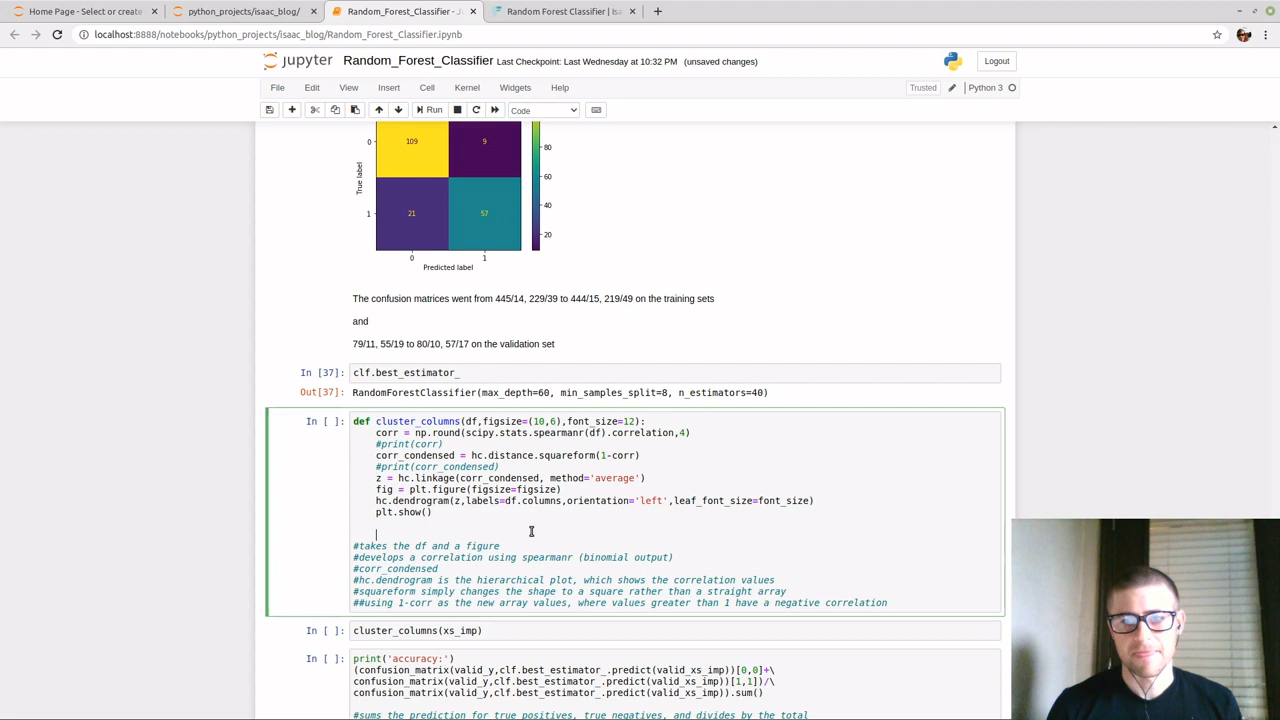 Home Page - Select or create
python_projects/isaac_blog/
Random_Forest_Classifier - J
Random Forest Classifier | Isa
localhost:8888/notebooks/python_projects/isaac_blog/Random_Forest_Classifier.ipynb
jupyter Random_Forest_Classifier Last Checkpoint: Last Wednesday at 10:32 PM (unsaved changes)
Logout
File Edit View Insert Cell Kernel Widgets Help
Trusted
Python 3
Run
Code
0
109
9
80
True label
60
1
21
57
40
20
0
1
Predicted label
The confusion matrices went from 445/14, 229/39 to 444/15, 219/49 on the training sets
and
79/11, 55/19 to 80/10, 57/17 on the validation set
In [37]: clf.best_estimator_
Out[37]: RandomForestClassifier(max_depth=60, min_samples_split=8, n_estimators=40)
In [ ]: def cluster_columns(df,figsize=(10,6),font_size=12):
corr = np.round(scipy.stats.spearmanr(df).correlation,4)
#print(corr)
corr_condensed = hc.distance.squareform(1-corr)
#print(corr_condensed)
z = hc.linkage(corr_condensed, method='average')
fig = plt.figure(figsize=figsize)
hc.dendrogram(z,labels=df.columns,orientation='left',leaf_font_size=font_size)
plt.show()
#takes the df and a figure
#develops a correlation using spearmanr (binomial output)
#corr_condensed
#hc.dendrogram is the hierarchical plot, which shows the correlation values
#squareform simply changes the shape to a square rather than a straight array
##using 1-corr as the new array values, where values greater than 1 have a negative correlation
In [ ]: cluster_columns(xs_imp)
In [ ]: print('accuracy:')
(confusion_matrix(valid_y,clf.best_estimator_.predict(valid_xs_imp))[0,0]+\
confusion_matrix(valid_y,clf.best_estimator_.predict(valid_xs_imp))[1,1])/\
confusion_matrix(valid_y,clf.best_estimator_.predict(valid_xs_imp)).sum()
#sums the prediction for true positives, true negatives, and divides by the total